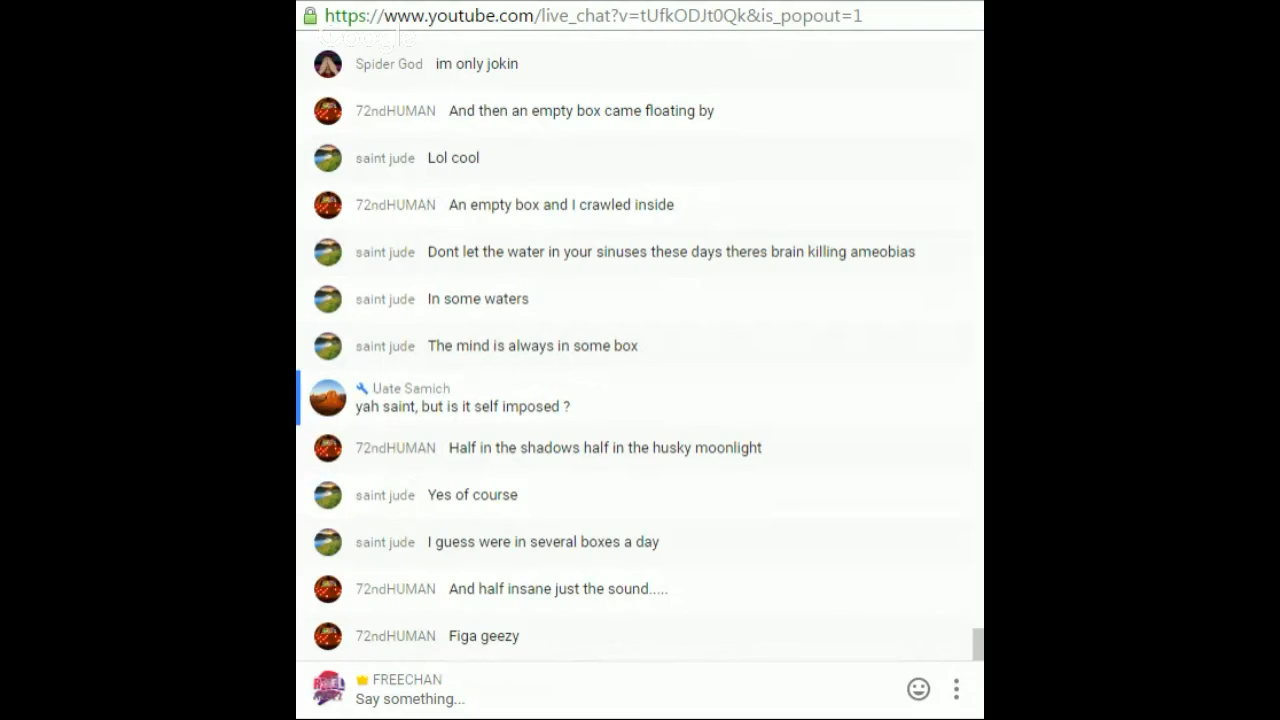 https://www.youtube.com/live_chat?v=tUfkODJt0Qk&is_popout=1
Google
Spider God im only jokin
72ndHUMAN And then an empty box came floating by
saint jude Lol cool
72ndHUMAN An empty box and I crawled inside
saint jude Dont let the water in your sinuses these days theres brain killing ameobias
saint jude In some waters
saint jude The mind is always in some box
Uate Samich
yah saint, but is it self imposed ?
72ndHUMAN Half in the shadows half in the husky moonlight
saint jude Yes of course
saint jude I guess were in several boxes a day
72ndHUMAN And half insane just the sound.....
72ndHUMAN Figa geezy
FREECHAN
Say something...